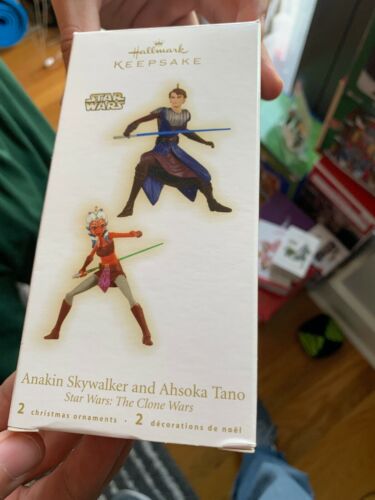 Hallmark
KEEPSAKE
STAR
WARS
Anakin Skywalker and Ahsoka Tano
Star Wars: The Clone Wars
2 christmas ornaments · 2 décorations de noël